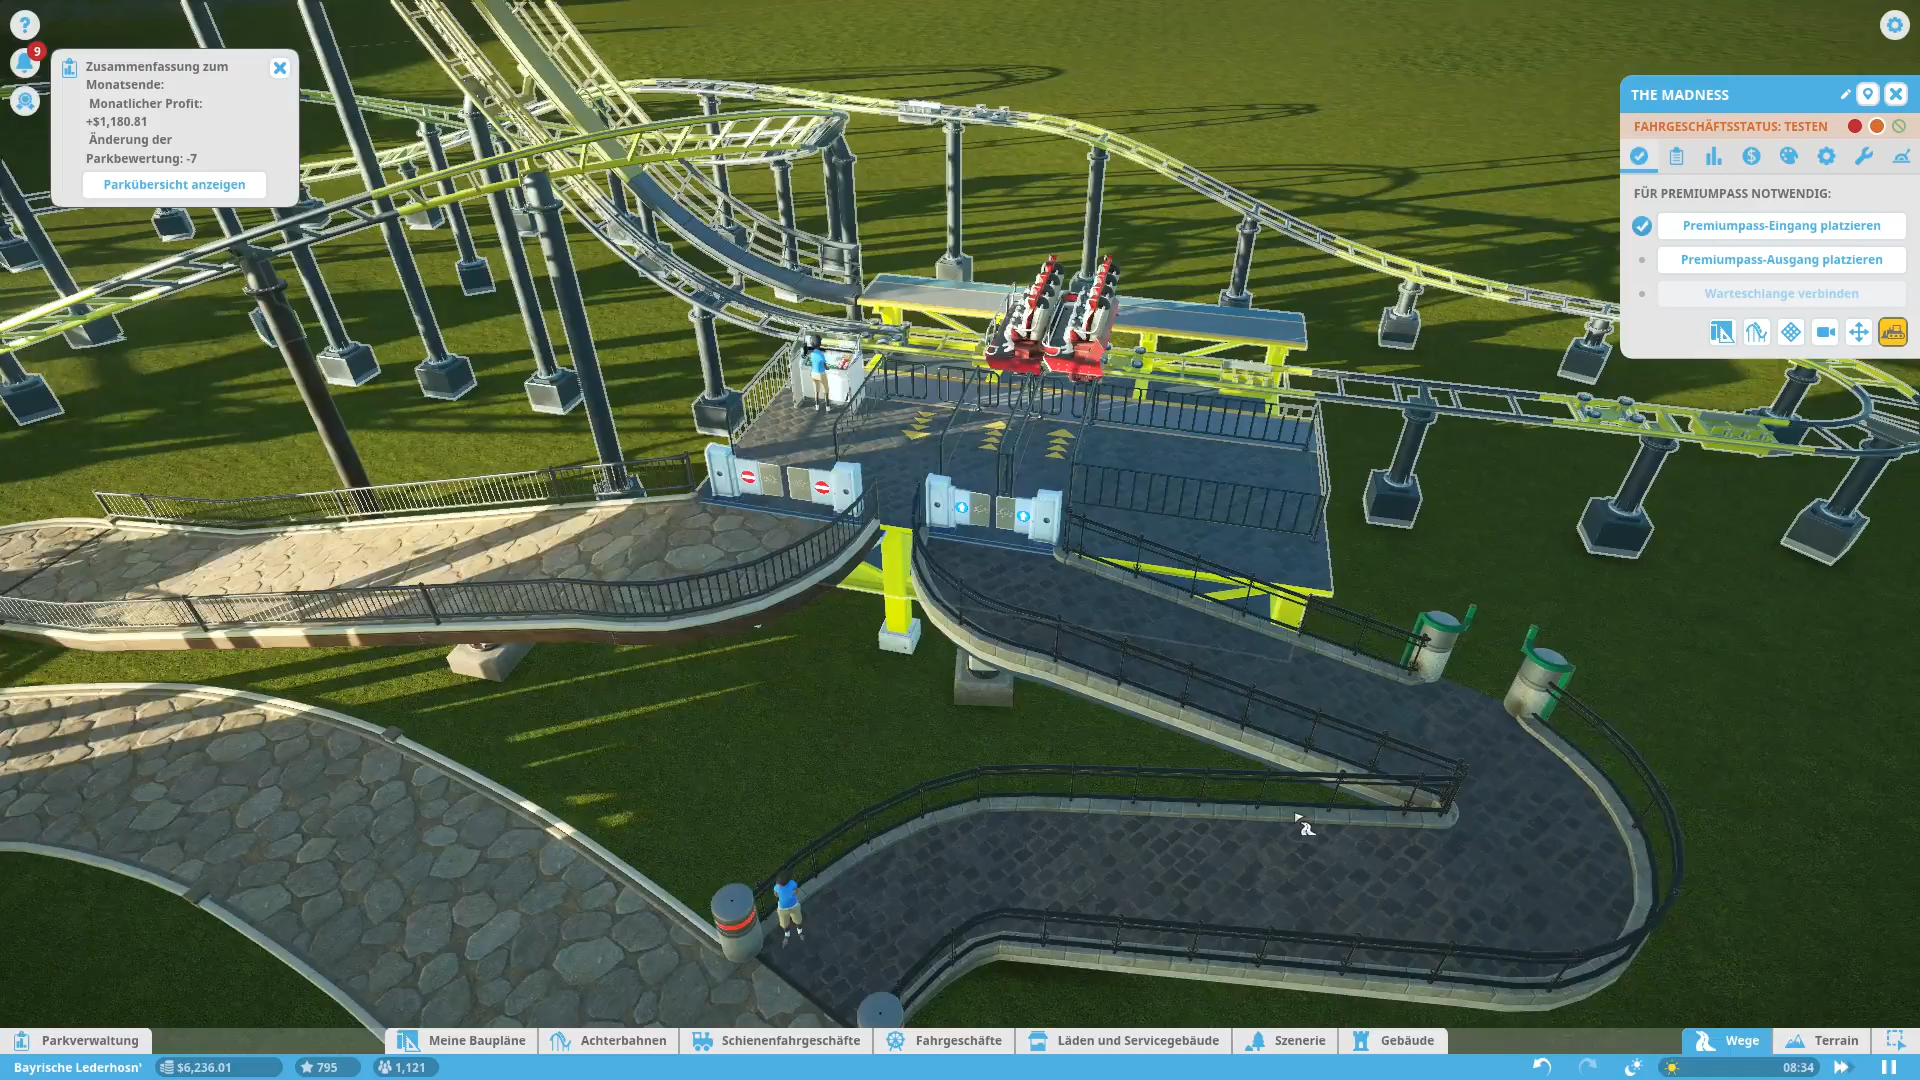 ?
9
Zusammenfassung zum
Monatsende:
Monatlicher Profit:
+$1,180.81
Änderung der
Parkbewertung: -7
Parkübersicht anzeigen
THE MADNESS
FAHRGESCHÄFTSSTATUS: TESTEN
FÜR PREMIUMPASS NOTWENDIG:
Premiumpass-Eingang platzieren
Premiumpass-Ausgang platzieren
Warteschlange verbinden
Parkverwaltung
Meine Baupläne
Achterbahnen
Schienenfahrgeschäfte
Fahrgeschäfte
Läden und Servicegebäude
Szenerie
Gebäude
Wege
Terrain
Bayrische Lederhosn'
$6,236.01
795
1,121
08:34